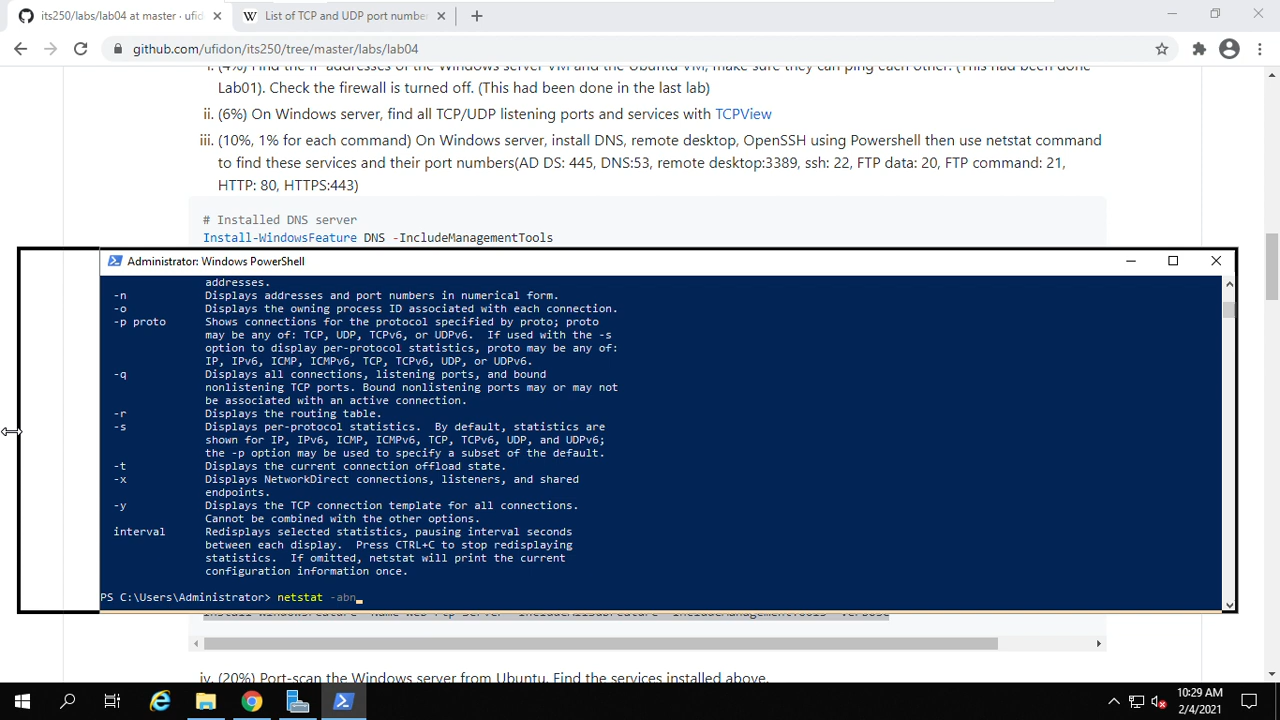 its250/labs/lab04 at master · ufid
List of TCP and UDP port number
github.com/ufidon/its250/tree/master/labs/lab04
Lab01). Check the firewall is turned off. (This had been done in the last lab)
ii. (6%) On Windows server, find all TCP/UDP listening ports and services with TCPView
iii. (10%, 1% for each command) On Windows server, install DNS, remote desktop, OpenSSH using Powershell then use netstat command
to find these services and their port numbers(AD DS: 445, DNS:53, remote desktop:3389, ssh: 22, FTP data: 20, FTP command: 21,
HTTP: 80, HTTPS:443)
# Installed DNS server
Install-WindowsFeature DNS -IncludeManagementTools
Administrator: Windows PowerShell
addresses.
-n Displays addresses and port numbers in numerical form.
-o Displays the owning process ID associated with each connection.
-p proto Shows connections for the protocol specified by proto; proto
may be any of: TCP, UDP, TCPv6, or UDPv6. If used with the -s
option to display per-protocol statistics, proto may be any of:
IP, IPv6, ICMP, ICMPv6, TCP, TCPv6, UDP, or UDPv6.
-q Displays all connections, listening ports, and bound
nonlistening TCP ports. Bound nonlistening ports may or may not
be associated with an active connection.
-r Displays the routing table.
-s Displays per-protocol statistics. By default, statistics are
shown for IP, IPv6, ICMP, ICMPv6, TCP, TCPv6, UDP, and UDPv6;
the -p option may be used to specify a subset of the default.
-t Displays the current connection offload state.
-x Displays NetworkDirect connections, listeners, and shared
endpoints.
-y Displays the TCP connection template for all connections.
Cannot be combined with the other options.
interval Redisplays selected statistics, pausing interval seconds
between each display. Press CTRL+C to stop redisplaying
statistics. If omitted, netstat will print the current
configuration information once.
PS C:\Users\Administrator> netstat -abn
iv. (20%) Port-scan the Windows server from Ubuntu. Find the services installed above.
10:29 AM
2/4/2021